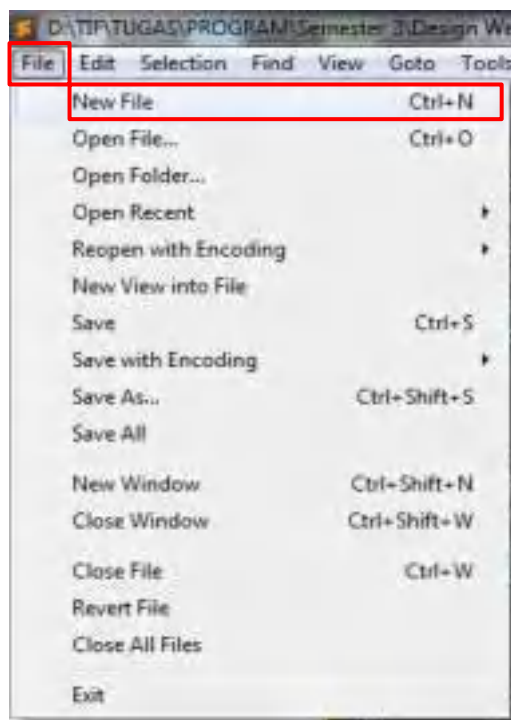 D:\TIF\TUGAS\PROGRAM\Semester 3\Design We
File Edit Selection Find View Goto Tools
New File Ctrl+N
Open File... Ctrl+O
Open Folder...
Open Recent
Reopen with Encoding
New View into File
Save Ctrl+S
Save with Encoding
Save As... Ctrl+Shift+S
Save All
New Window Ctrl+Shift+N
Close Window Ctrl+Shift+W
Close File Ctrl+W
Revert File
Close All Files
Exit